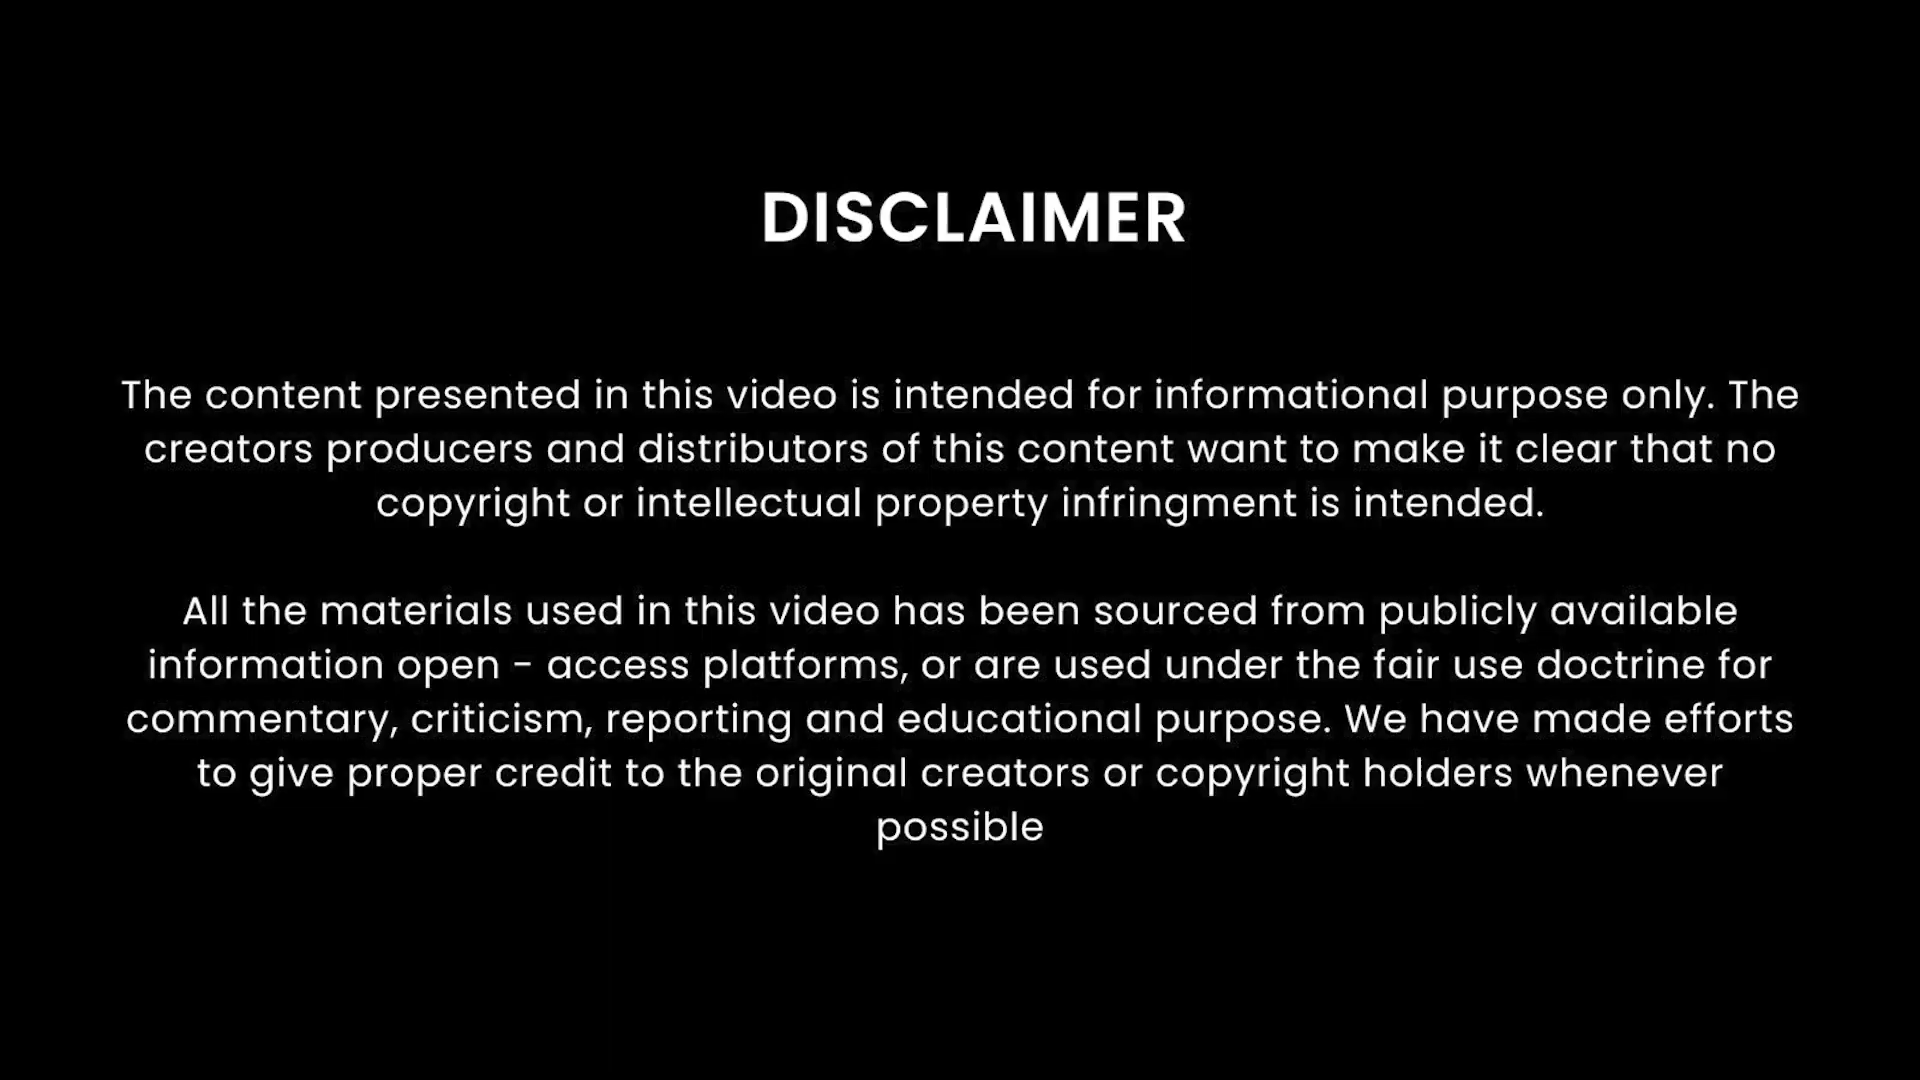 DISCLAIMER
The content presented in this video is intended for informational purpose only. The
creators producers and distributors of this content want to make it clear that no
copyright or intellectual property infringment is intended.
All the materials used in this video has been sourced from publicly available
information open - access platforms, or are used under the fair use doctrine for
commentary, criticism, reporting and educational purpose. We have made efforts
to give proper credit to the original creators or copyright holders whenever
possible